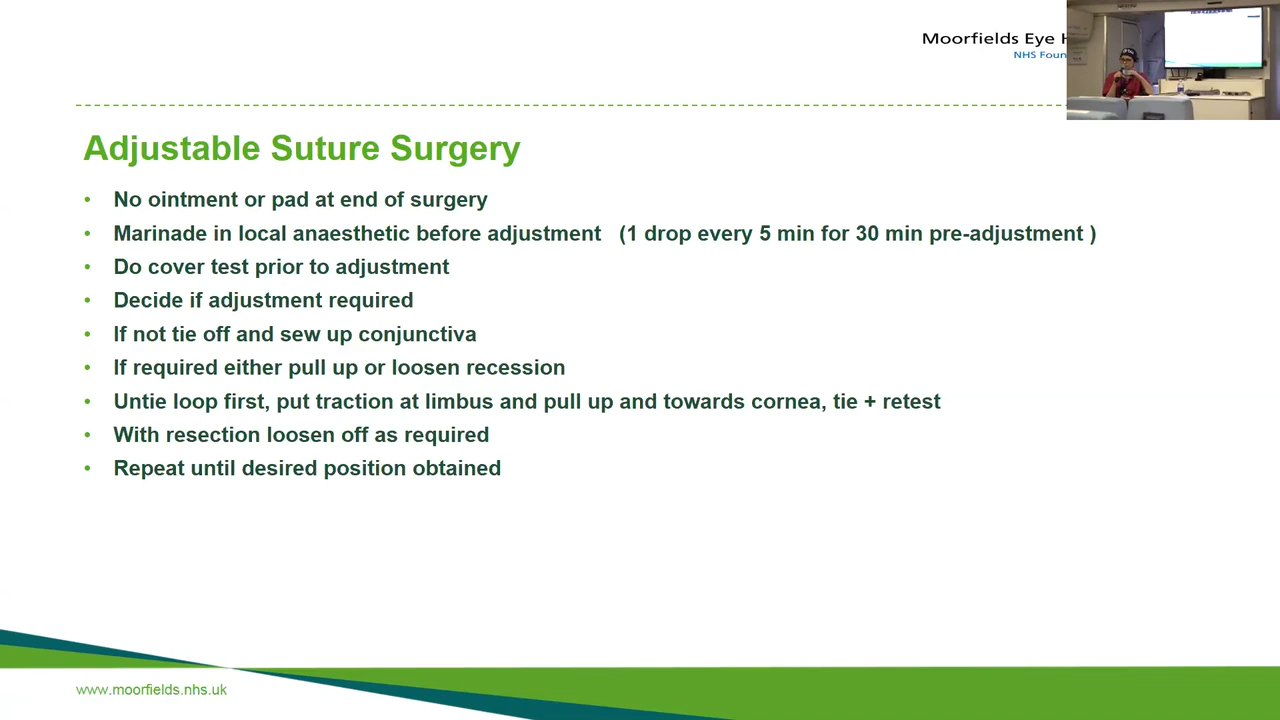 Moorfields Eye
NHS
Adjustable Suture Surgery
• No ointment or pad at end of surgery
• Marinade in local anaesthetic before adjustment (1 drop every 5 min for 30 min pre-adjustment )
• Do cover test prior to adjustment
• Decide if adjustment required
• If not tie off and sew up conjunctiva
• If required either pull up or loosen recession
• Untie loop first, put traction at limbus and pull up and towards cornea, tie + retest
• With resection loosen off as required
• Repeat until desired position obtained
www.moorfields.nhs.uk